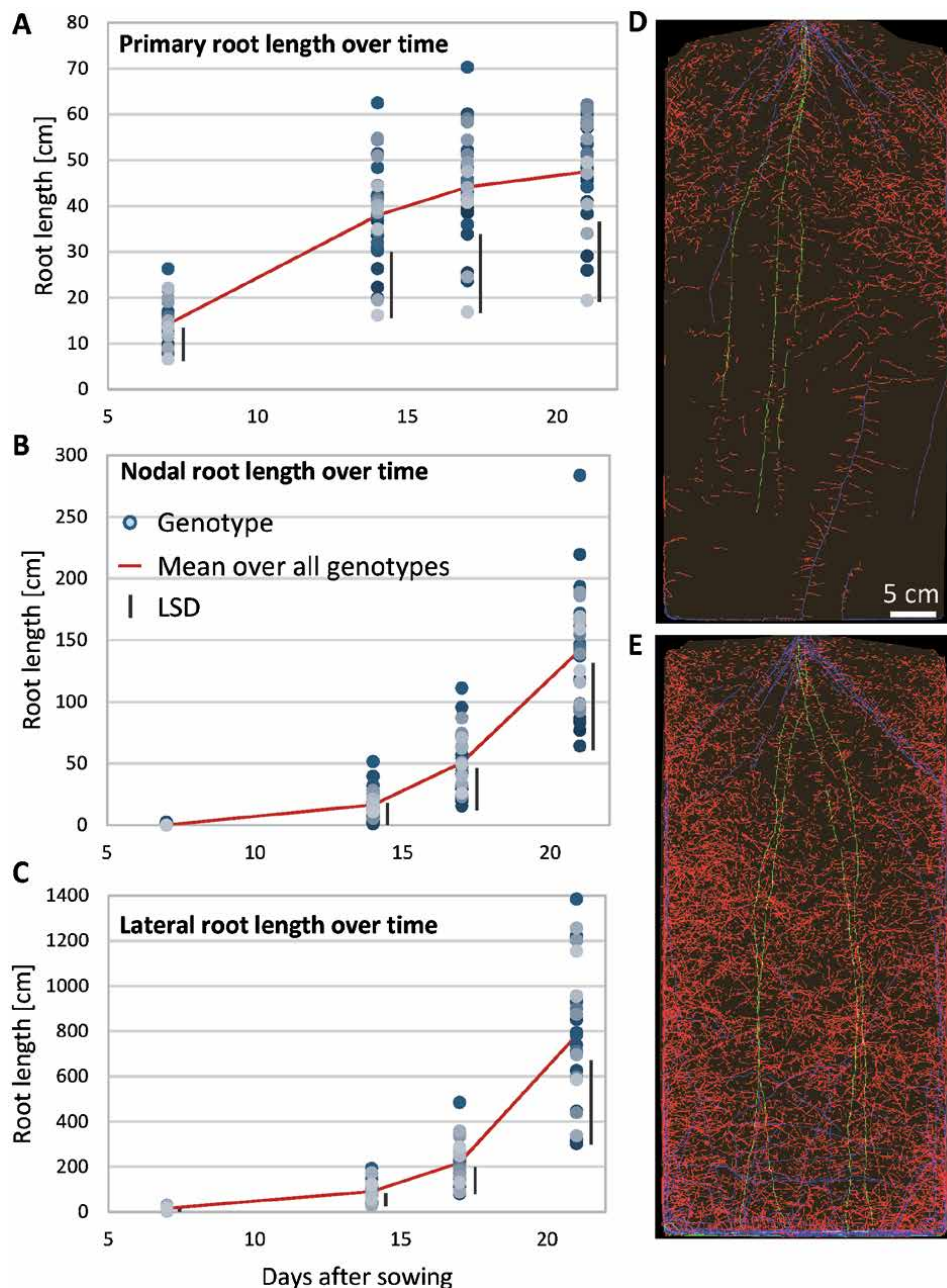 A
Primary root length over time
80
70
60
50
40
30
20
10
0
Root length [cm]
5
10
15
20
B
Nodal root length over time
Genotype
Mean over all genotypes
LSD
300
250
200
150
100
50
0
Root length [cm]
5
10
15
20
C
Lateral root length over time
1400
1200
1000
800
600
400
200
0
Root length [cm]
5
10
15
20
Days after sowing
D
5 cm
E